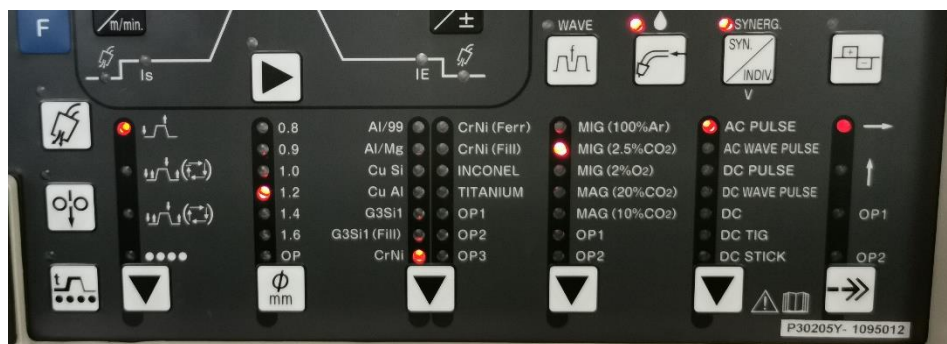 F
/m/min.
/±
Is
IE
WAVE
SYNERG.
SYN.
/INDIV.
V
0.8
0.9
1.0
1.2
1.4
1.6
OP
Al/99
Al/Mg
Cu Si
Cu Al
G3Si1
G3Si1 (Fill)
CrNi
CrNi (Ferr)
CrNi (Fill)
INCONEL
TITANIUM
OP1
OP2
OP3
MIG (100%Ar)
MIG (2.5%CO2)
MIG (2%O2)
MAG (20%CO2)
MAG (10%CO2)
OP1
OP2
AC PULSE
AC WAVE PULSE
DC PULSE
DC WAVE PULSE
DC
DC TIG
DC STICK
OP1
OP2
t
ϕ
mm
P30205Y- 1095012